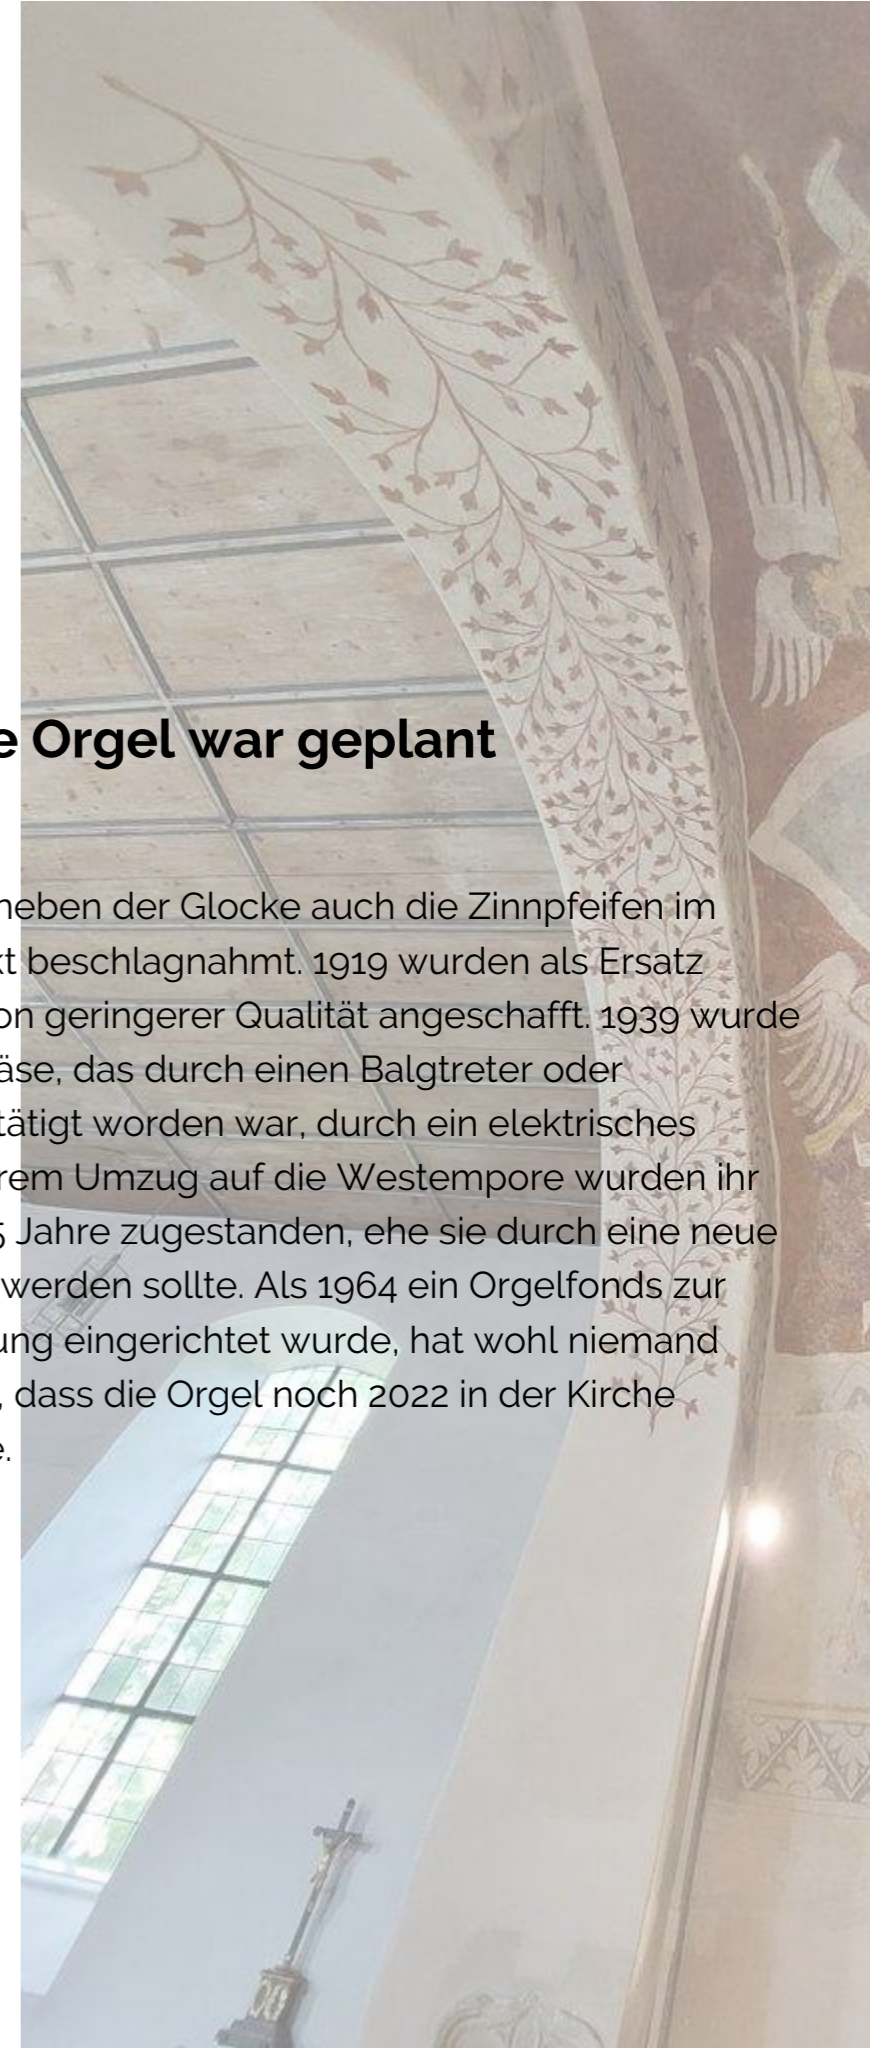 e Orgel war geplant
neben der Glocke auch die Zinnpfeifen im
kt beschlagnahmt. 1919 wurden als Ersatz
on geringerer Qualität angeschafft. 1939 wurde
äse, das durch einen Balgtreter oder
tätigt worden war, durch ein elektrisches
rem Umzug auf die Westempore wurden ihr
5 Jahre zugestanden, ehe sie durch eine neue
werden sollte. Als 1964 ein Orgelfonds zur
ung eingerichtet wurde, hat wohl niemand
, dass die Orgel noch 2022 in der Kirche
e.